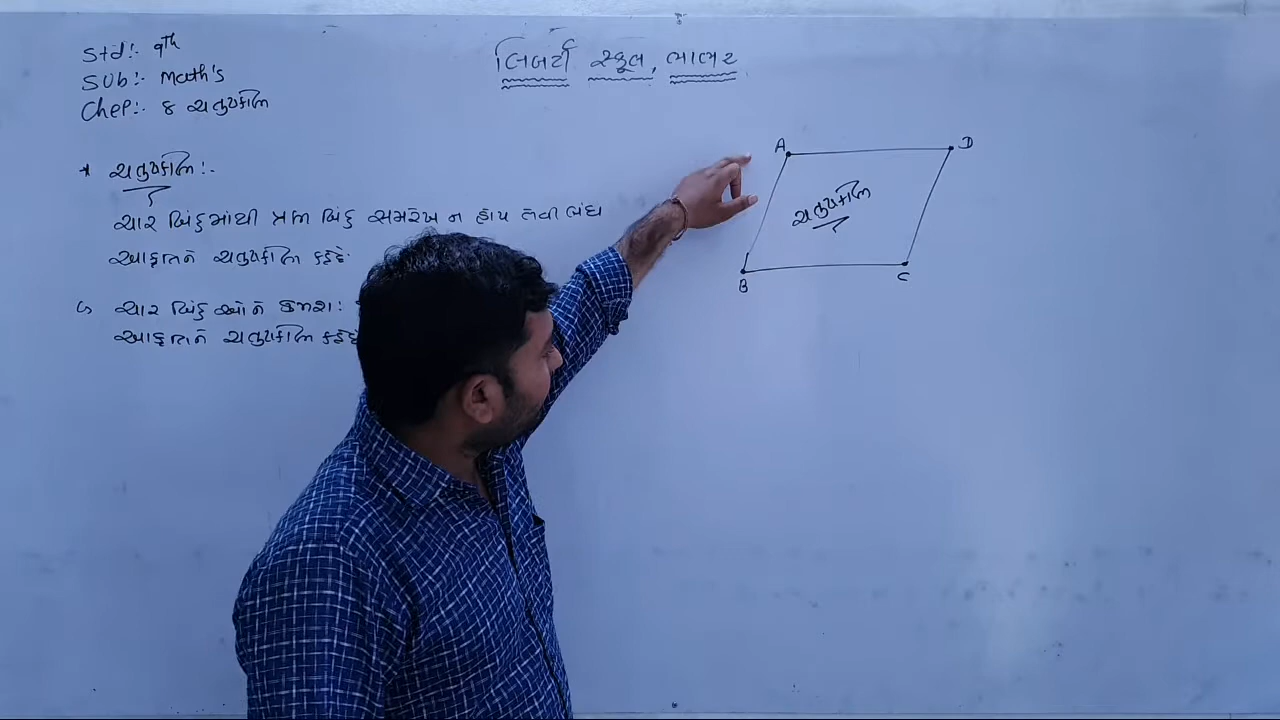 Std:- 9th
Sub:- Math's
Chep:- 8 ચતુષ્કોણ
લિબર્ટી સ્કૂલ, ભાભર
* ચતુષ્કોણ:-
ચાર બિંદુમાંથી ત્રણ બિંદુ સમરેખ ન હોય તેવી બંધ
આકૃતિને ચતુષ્કોણ કહે છે.
↳ ચાર બિંદુ ઓને ક્રમશ:
આકૃતિને ચતુષ્કોણ કહે છે
A
D
ચતુષ્કોણ
B
C